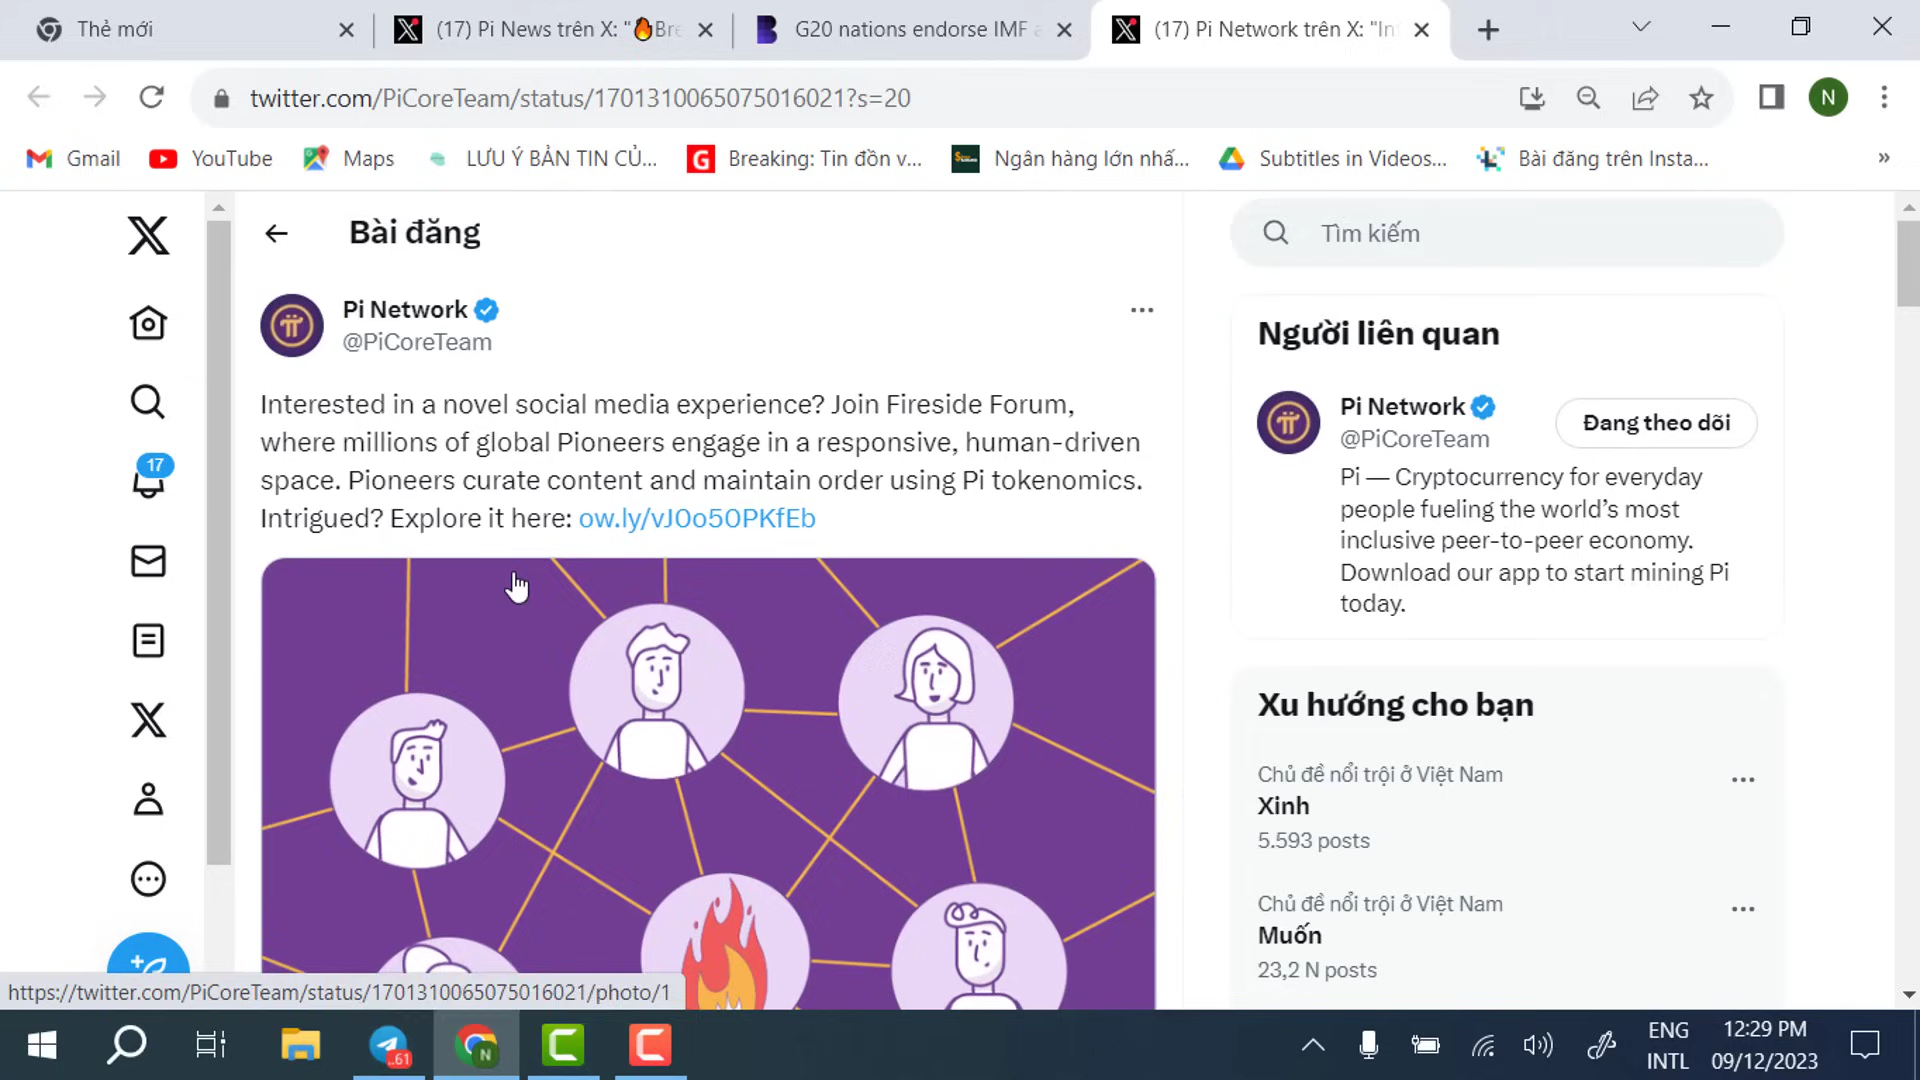 Thẻ mới
(17) Pi News trên X: "🔥Bre
G20 nations endorse IMF a
(17) Pi Network trên X: "Int
twitter.com/PiCoreTeam/status/1701310065075016021?s=20
N
Gmail
YouTube
Maps
LƯU Ý BẢN TIN CỦ...
Breaking: Tin đồn v...
Ngân hàng lớn nhấ...
Subtitles in Videos...
Bài đăng trên Insta...
»
Bài đăng
Tìm kiếm
Pi Network
@PiCoreTeam
Interested in a novel social media experience? Join Fireside Forum,
where millions of global Pioneers engage in a responsive, human-driven
space. Pioneers curate content and maintain order using Pi tokenomics.
Intrigued? Explore it here: ow.ly/vJ0o50PKfEb
17
Người liên quan
Pi Network
@PiCoreTeam
Đang theo dõi
Pi — Cryptocurrency for everyday
people fueling the world’s most
inclusive peer-to-peer economy.
Download our app to start mining Pi
today.
Xu hướng cho bạn
Chủ đề nổi trội ở Việt Nam
Xinh
5.593 posts
Chủ đề nổi trội ở Việt Nam
Muốn
23,2 N posts
https://twitter.com/PiCoreTeam/status/1701310065075016021/photo/1
..61
N
ENG
INTL
12:29 PM
09/12/2023